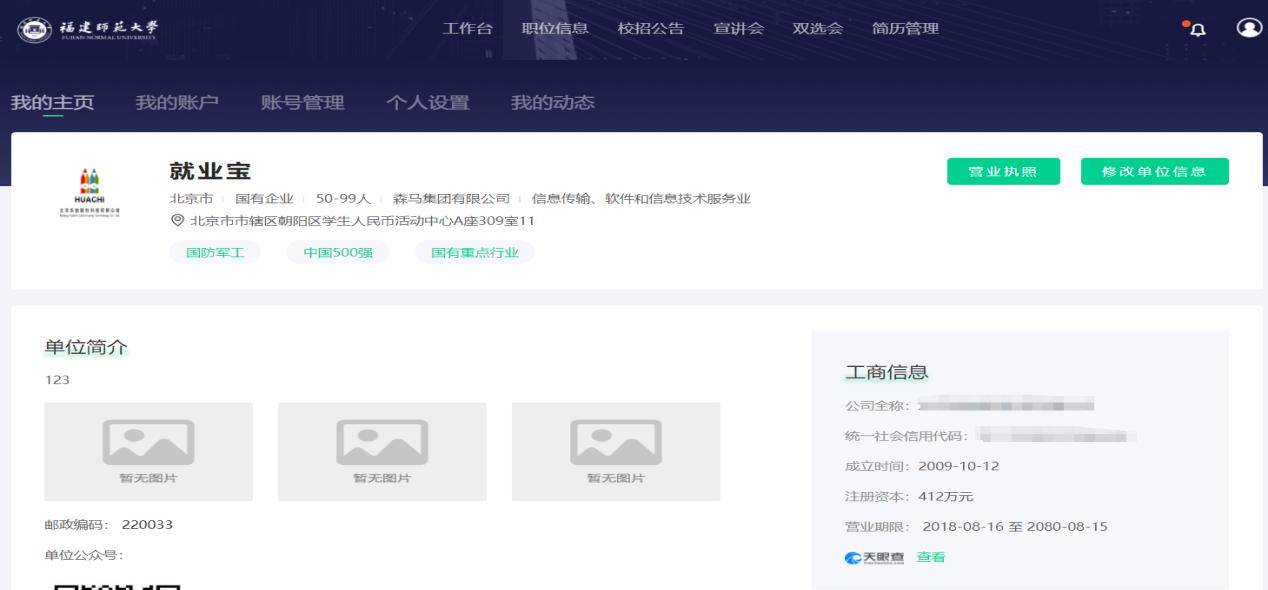 福建师范大学
FUJIAN NORMAL UNIVERSITY
工作台 职位信息 校招公告 宣讲会 双选会 简历管理
我的主页 我的账户 账号管理 个人设置 我的动态
就业宝
营业执照 修改单位信息
HUACHI
北京市 国有企业 50-99人 森马集团有限公司 信息传输、软件和信息技术服务业
北京市市辖区朝阳区学生人民币活动中心A座309室11
国防军工 中国500强 国有重点行业
单位简介
123
暂无图片 暂无图片 暂无图片
邮政编码： 220033
单位公众号：
工商信息
公司全称：
统一社会信用代码：
成立时间： 2009-10-12
注册资本： 412万元
营业期限： 2018-08-16 至 2080-08-15
天眼查 查看